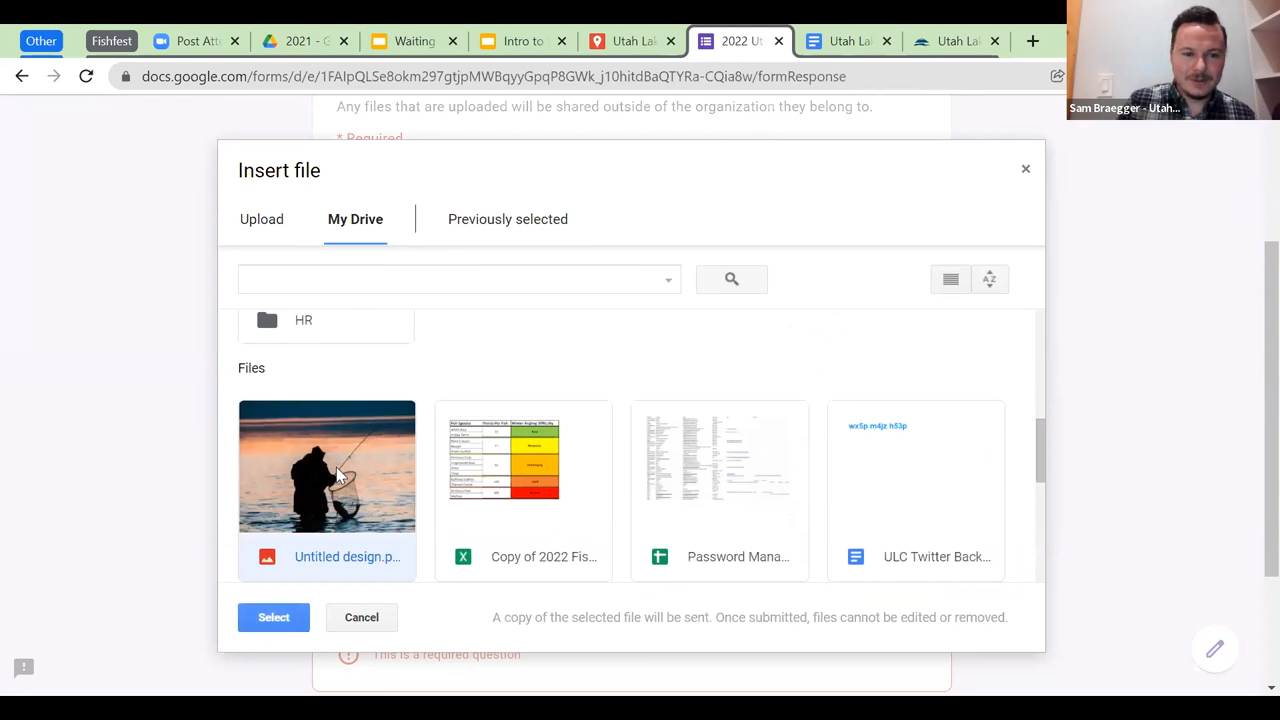 Other
Fishfest
Post Att
2021 - G
Waiting
Intro to
Utah Lak
2022 Ut
Utah Lak
Utah Lak
docs.google.com/forms/d/e/1FAIpQLSe8okm297gtjpMWBqyyGpqP8GWk_j10hitdBaQTYRa-CQia8w/formResponse
Sam Braegger - Utah...
Any files that are uploaded will be shared outside of the organization they belong to.
* Required
Insert file
Upload
My Drive
Previously selected
HR
Files
wx5p m4jz h53p
Untitled design.p...
Copy of 2022 Fis...
Password Mana...
ULC Twitter Back...
Select
Cancel
A copy of the selected file will be sent. Once submitted, files cannot be edited or removed.
This is a required question